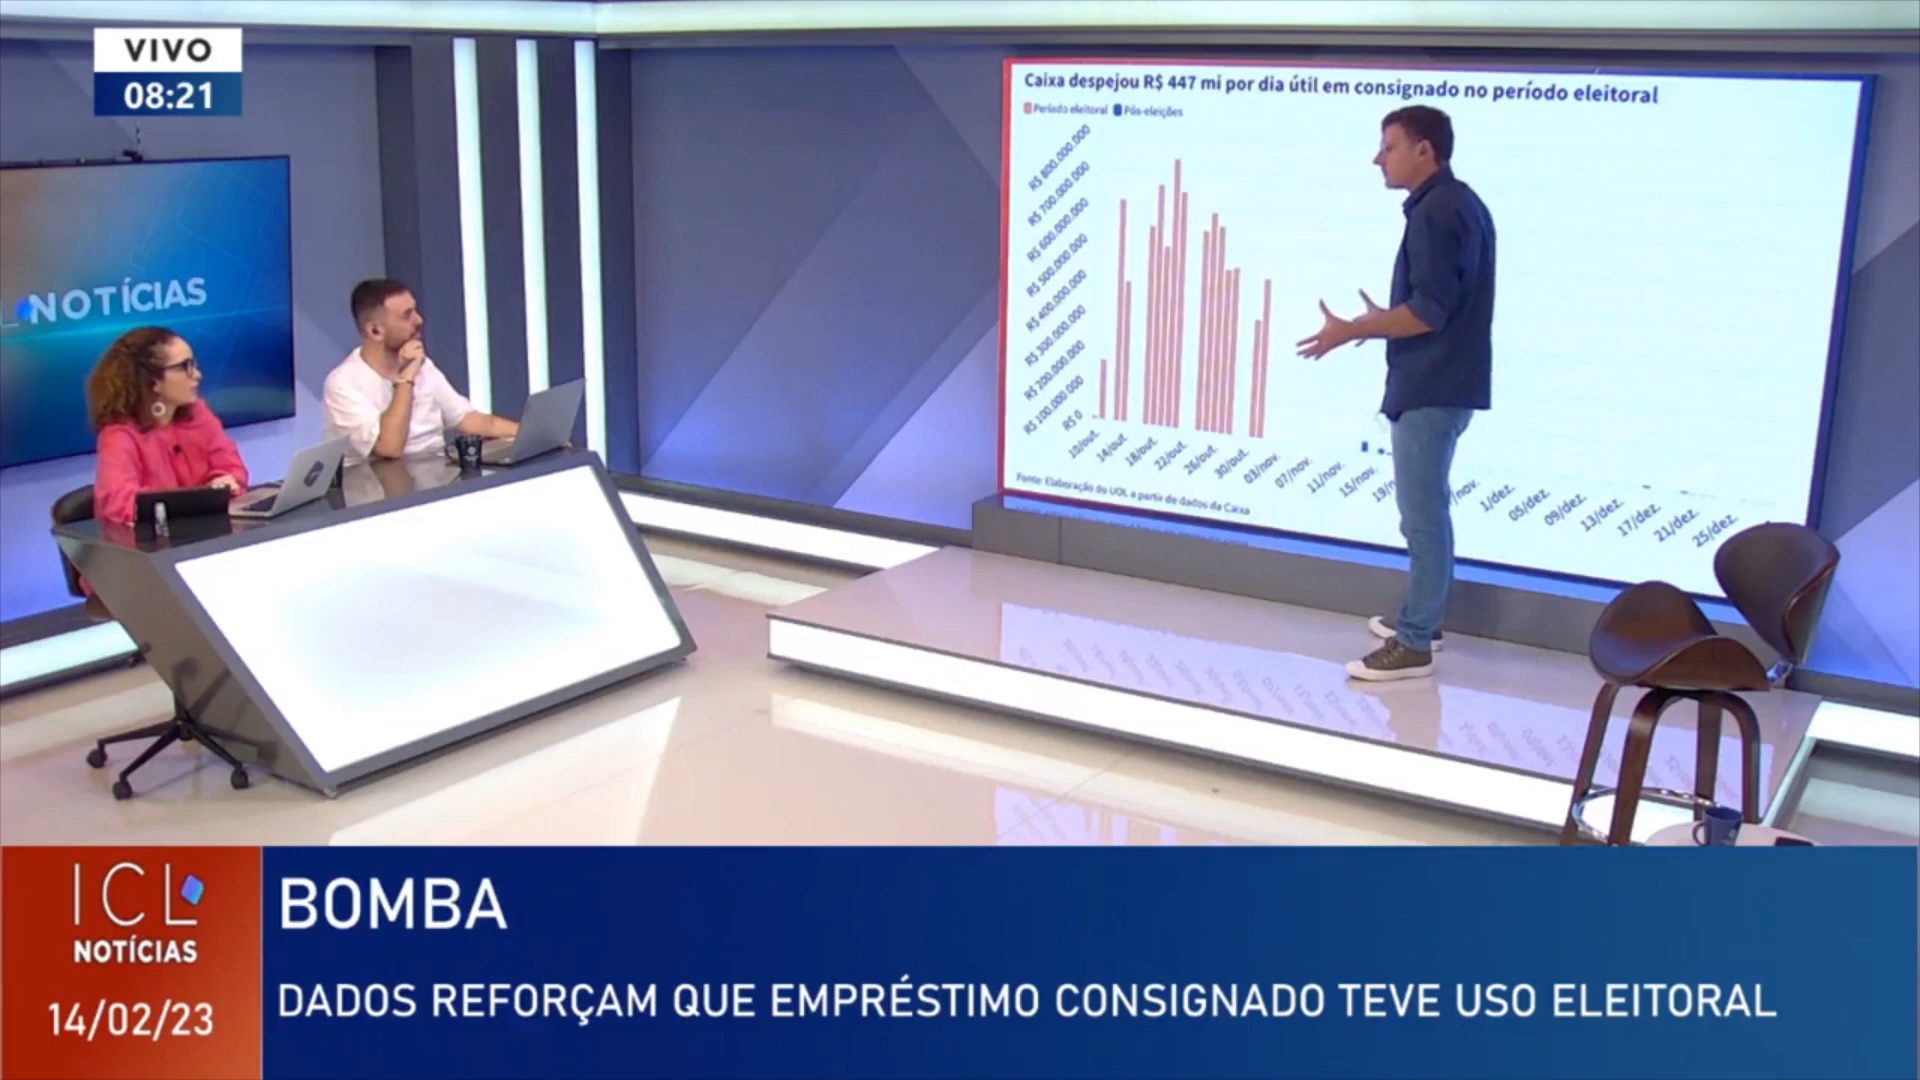 VIVO
08:21
NOTÍCIAS
Caixa despejou R$ 447 mi por dia útil em consignado no período eleitoral
Período eleitoral Pós-eleições
R$ 800.000.000
R$ 700.000.000
R$ 600.000.000
R$ 500.000.000
R$ 400.000.000
R$ 300.000.000
R$ 200.000.000
R$ 100.000.000
R$ 0
10/out. 14/out. 18/out. 22/out. 26/out. 30/out. 03/nov. 07/nov. 11/nov. 15/nov. 1/dez. 05/dez. 09/dez. 13/dez. 17/dez. 21/dez. 25/dez.
Fonte: Elaboração do UOL a partir de dados da Caixa
ICL
NOTÍCIAS
14/02/23
BOMBA
DADOS REFORÇAM QUE EMPRÉSTIMO CONSIGNADO TEVE USO ELEITORAL